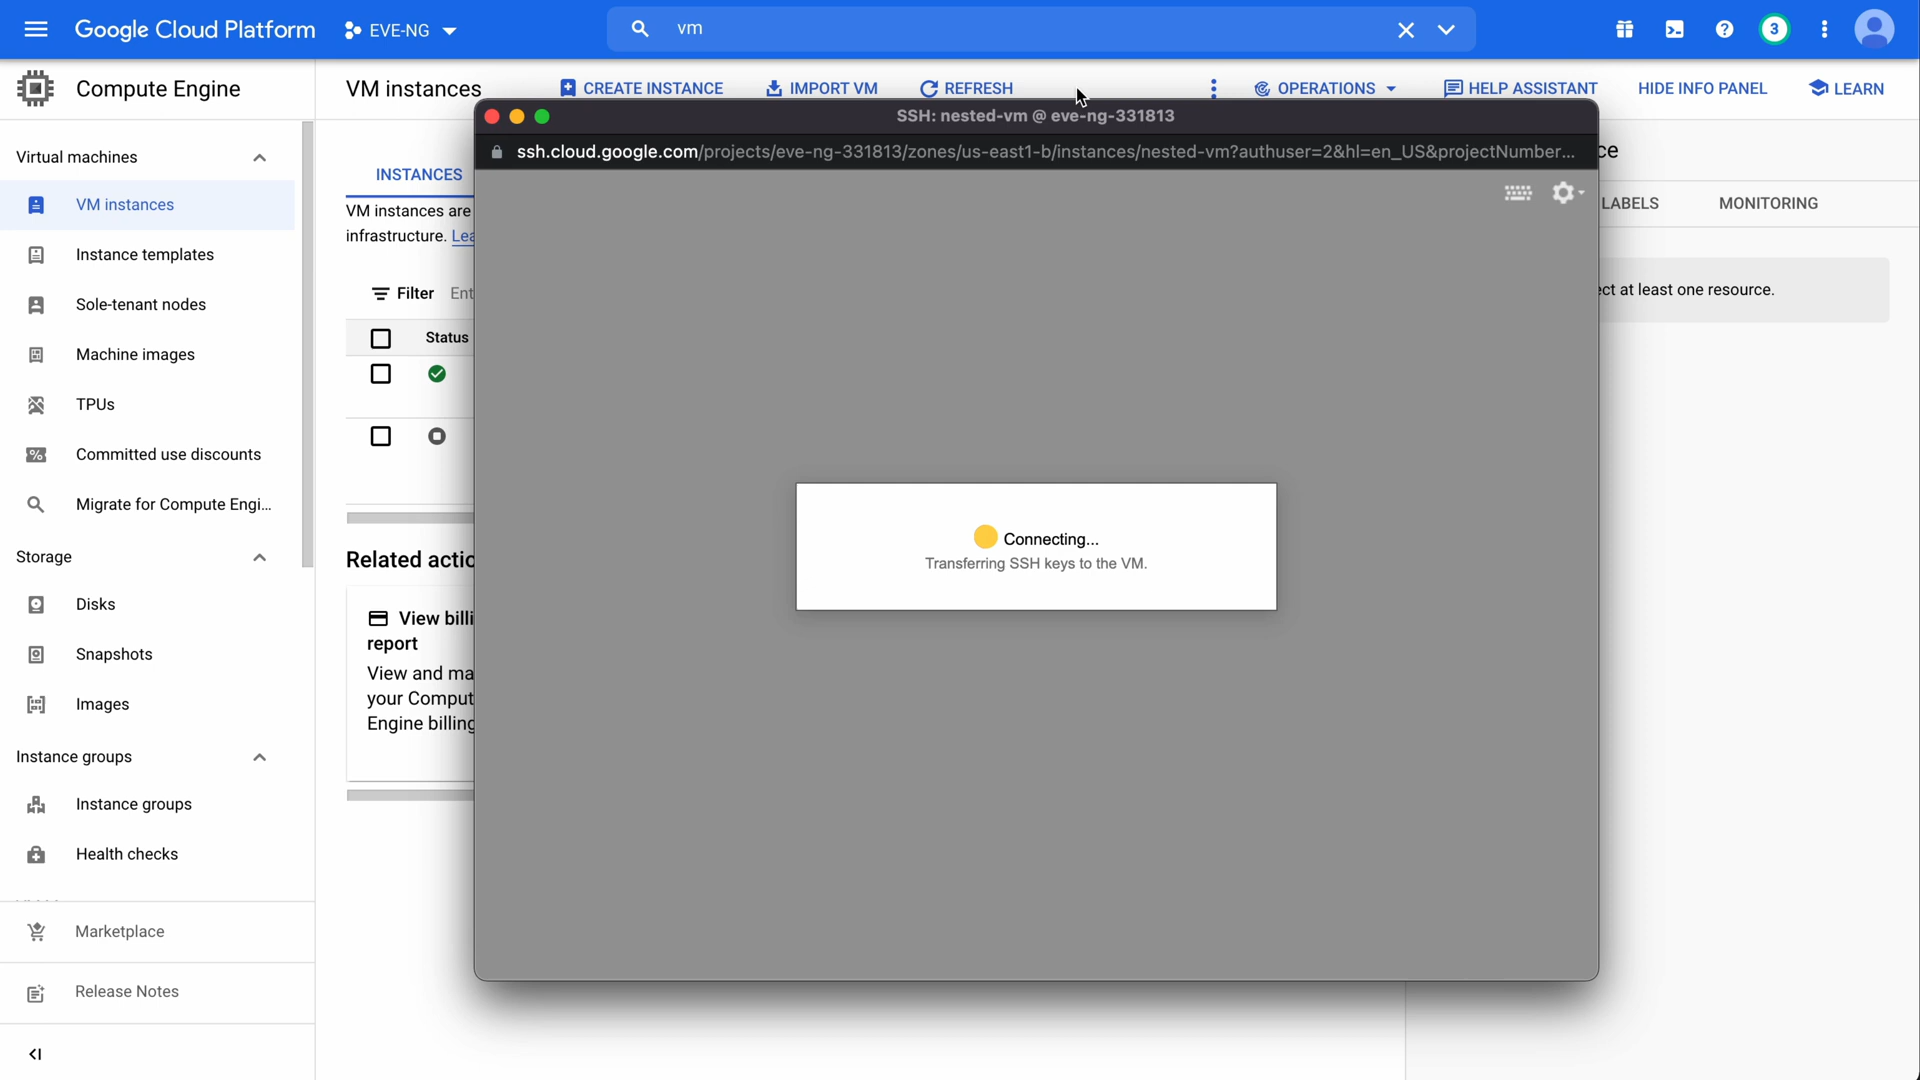 Google Cloud Platform
EVE-NG
vm
3
Compute Engine
VM instances
CREATE INSTANCE
IMPORT VM
REFRESH
OPERATIONS
HELP ASSISTANT
HIDE INFO PANEL
LEARN
SSH: nested-vm @ eve-ng-331813
ssh.cloud.google.com/projects/eve-ng-331813/zones/us-east1-b/instances/nested-vm?authuser=2&hl=en_US&projectNumber...
Virtual machines
VM instances
Instance templates
Sole-tenant nodes
Machine images
TPUs
Committed use discounts
Migrate for Compute Engi...
Storage
Disks
Snapshots
Images
Instance groups
Instance groups
Health checks
Marketplace
Release Notes
INSTANCES
VM instances are
infrastructure. Lea
Filter Ent
Status
Related actio
View billi
report
View and ma
your Comput
Engine billing
Connecting...
Transferring SSH keys to the VM.
ce
LABELS
MONITORING
ect at least one resource.